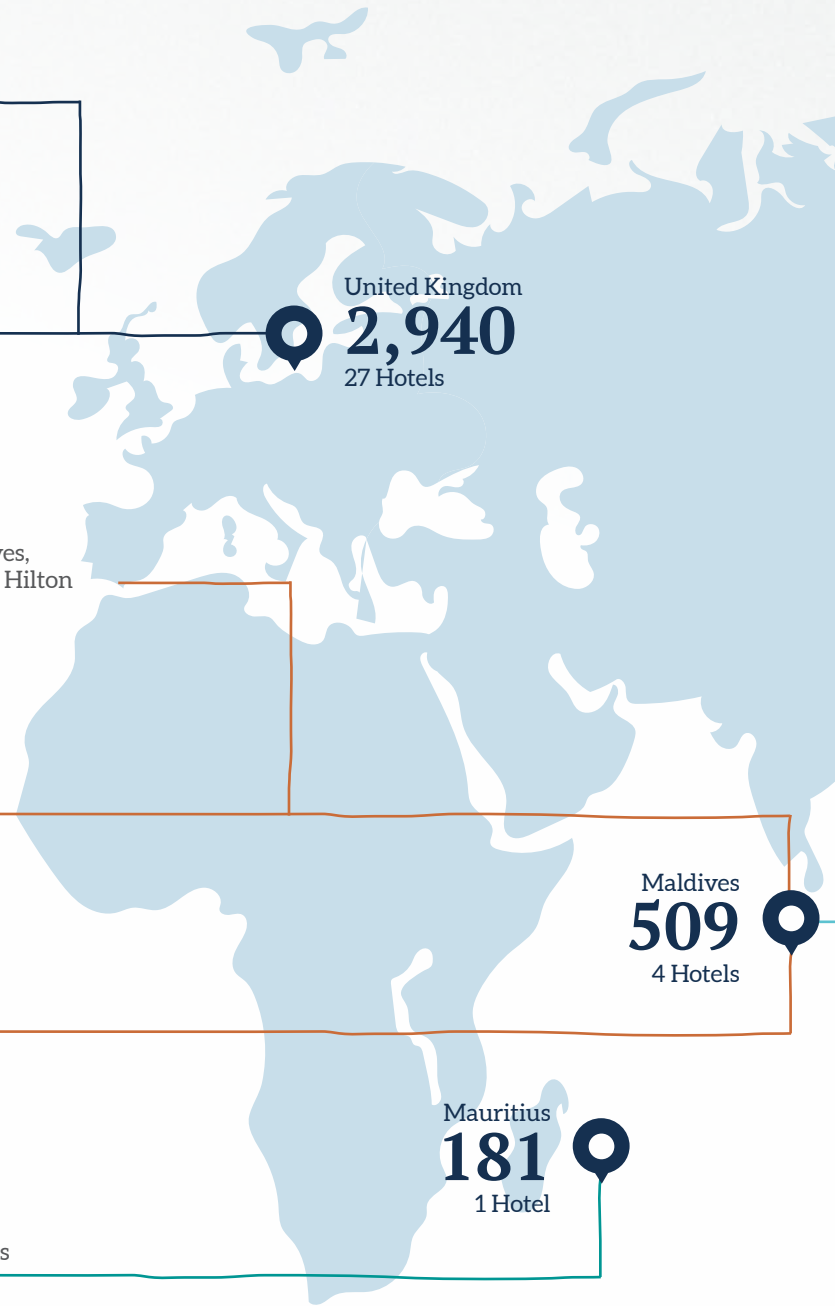 United Kingdom
2,940
27 Hotels
Hilton
Maldives
509
4 Hotels
Mauritius
181
1 Hotel